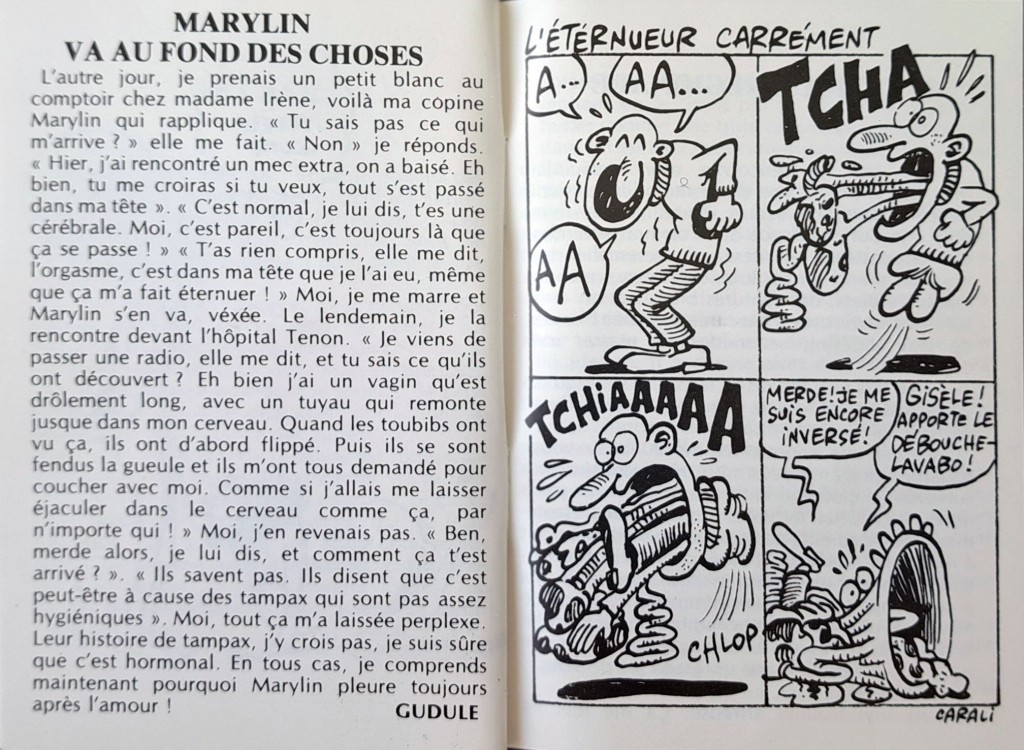 MARYLIN
VA AU FOND DES CHOSES
L'autre jour, je prenais un petit blanc au
comptoir chez madame Irène, voilà ma copine
Marylin qui rapplique. « Tu sais pas ce qui
m'arrive ? » elle me fait. « Non » je réponds.
« Hier, j'ai rencontré un mec extra, on a baisé. Eh
bien, tu me croiras si tu veux, tout s'est passé
dans ma tête ». « C'est normal, je lui dis, t'es une
cérébrale. Moi, c'est pareil, c'est toujours là que
ça se passe ! » « T'as rien compris, elle me dit,
l'orgasme, c'est dans ma tête que je l'ai eu, même
que ça m'a fait éternuer ! » Moi, je me marre et
Marylin s'en va, véxée. Le lendemain, je la
rencontre devant l'hôpital Tenon. « Je viens de
passer une radio, elle me dit, et tu sais ce qu'ils
ont découvert ? Eh bien j'ai un vagin qu'est
drôlement long, avec un tuyau qui remonte
jusque dans mon cerveau. Quand les toubibs ont
vu ça, ils ont d'abord flippé. Puis ils se sont
fendus la gueule et ils m'ont tous demandé pour
coucher avec moi. Comme si j'allais me laisser
éjaculer dans le cerveau comme ça, par
n'importe qui ! » Moi, j'en revenais pas. « Ben,
merde alors, je lui dis, et comment ça t'est
arrivé ? ». « Ils savent pas. Ils disent que c'est
peut-être à cause des tampax qui sont pas assez
hygiéniques ». Moi, tout ça m'a laissée perplexe.
Leur histoire de tampax, j'y crois pas, je suis sûre
que c'est hormonal. En tous cas, je comprends
maintenant pourquoi Marylin pleure toujours
après l'amour !
GUDULE
L'ÉTÉRNUEUR CARRÉMENT
A...
AA...
AA
TCHA
TCHiAAAAA
CHLOP
MERDE! JE ME
SUIS ENCORE
iNVERSÉ!
GiSÈLE!
APPORTE LE
DÉBOUCHE-
LAVABO!
CARALi